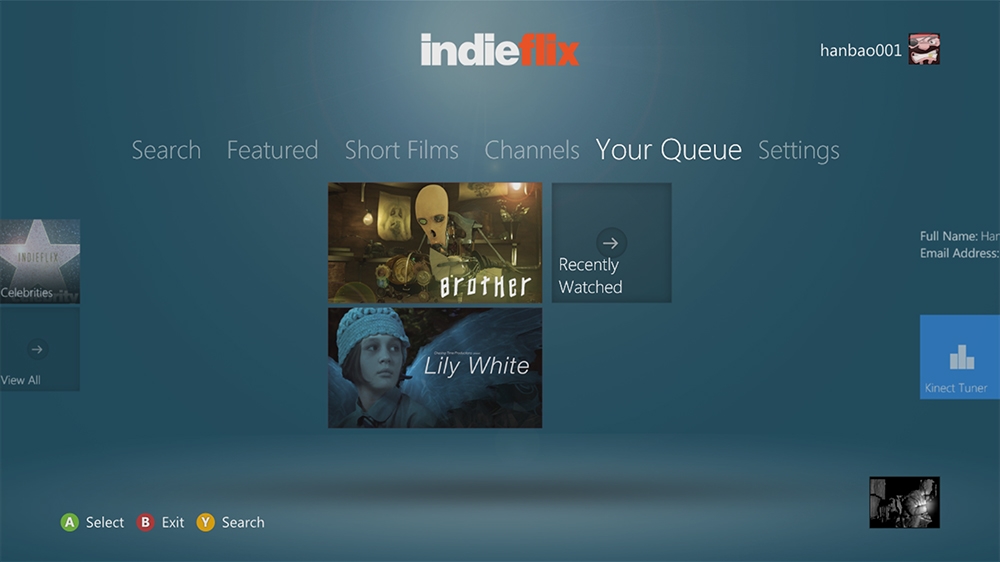 indieflix
hanbao001
Search Featured Short Films Channels Your Queue Settings
INDIEFLIX
Celebrities
View All
BROTHER
Lily White
Recently
Watched
Full Name: Han
Email Address:
Kinect Tuner
A Select B Exit Y Search